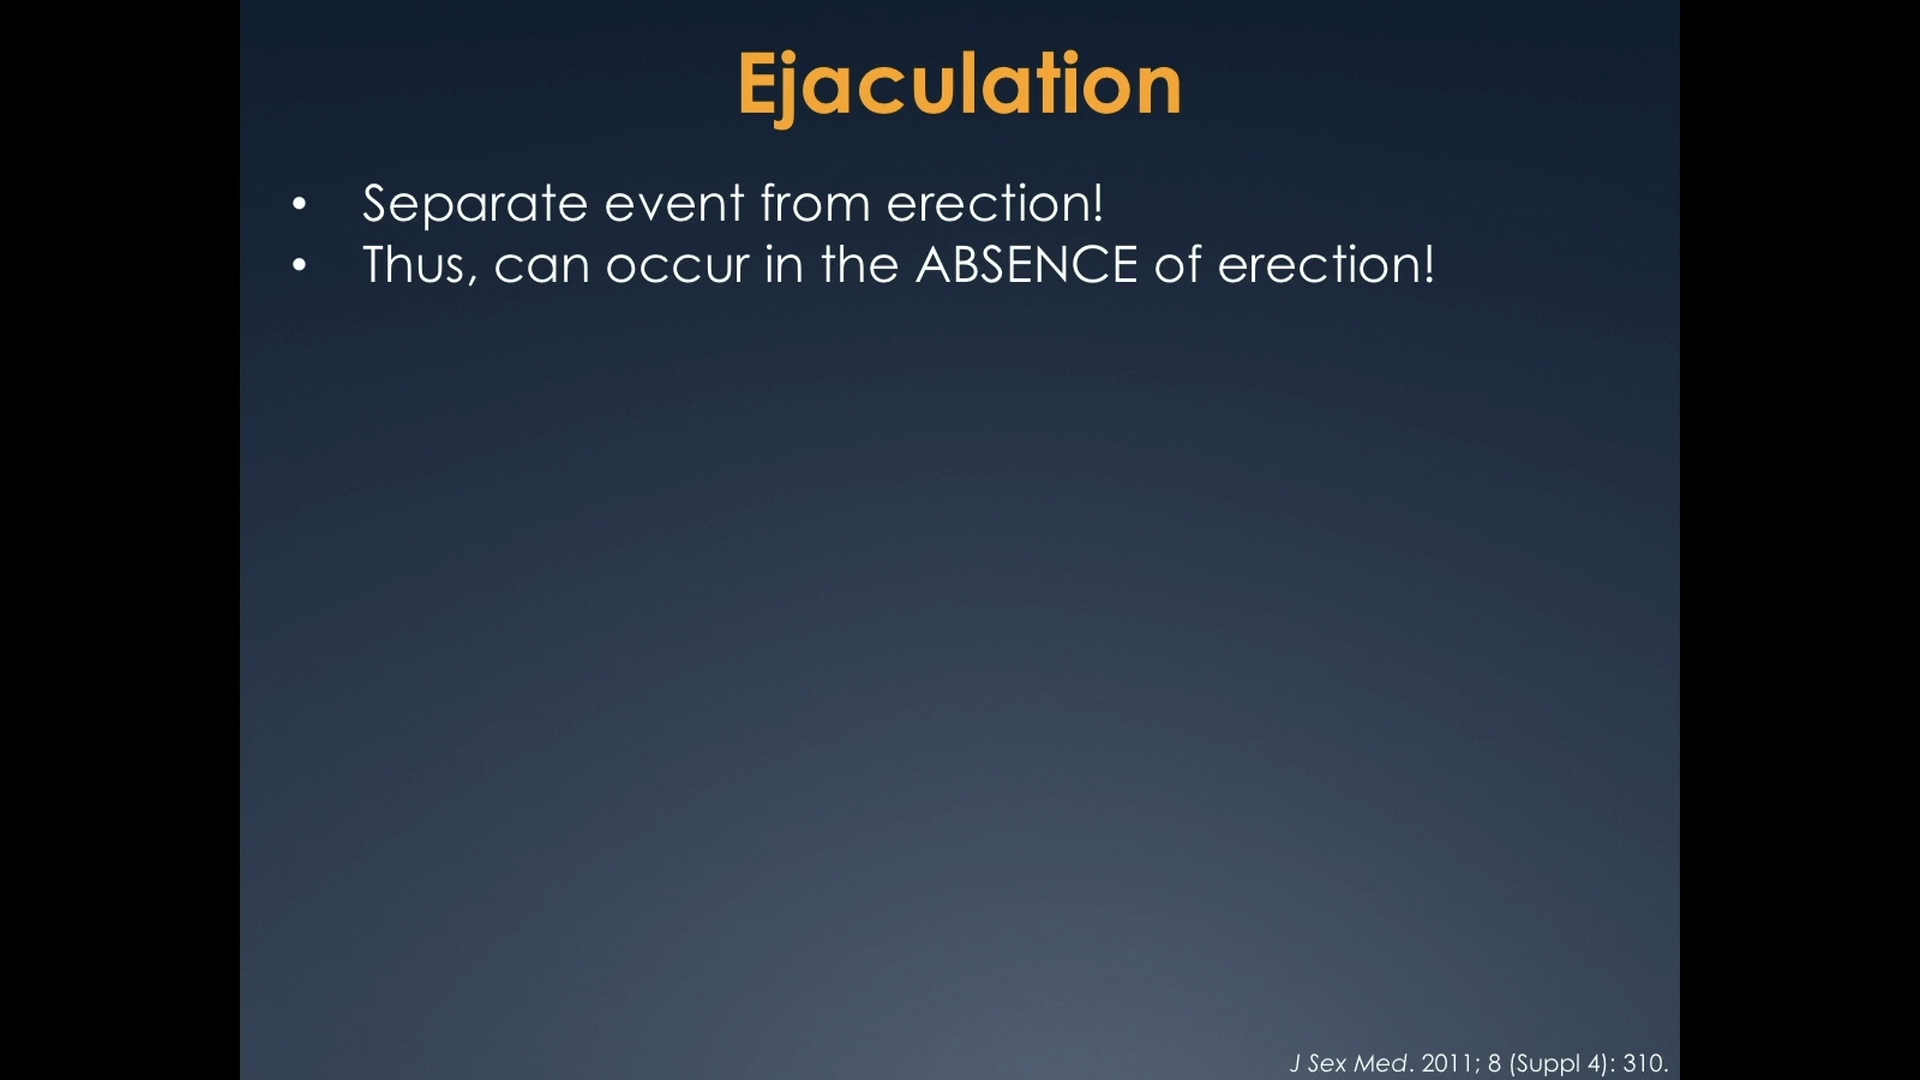 Ejaculation
• Separate event from erection!
• Thus, can occur in the ABSENCE of erection!
J Sex Med. 2011; 8 (Suppl 4): 310.